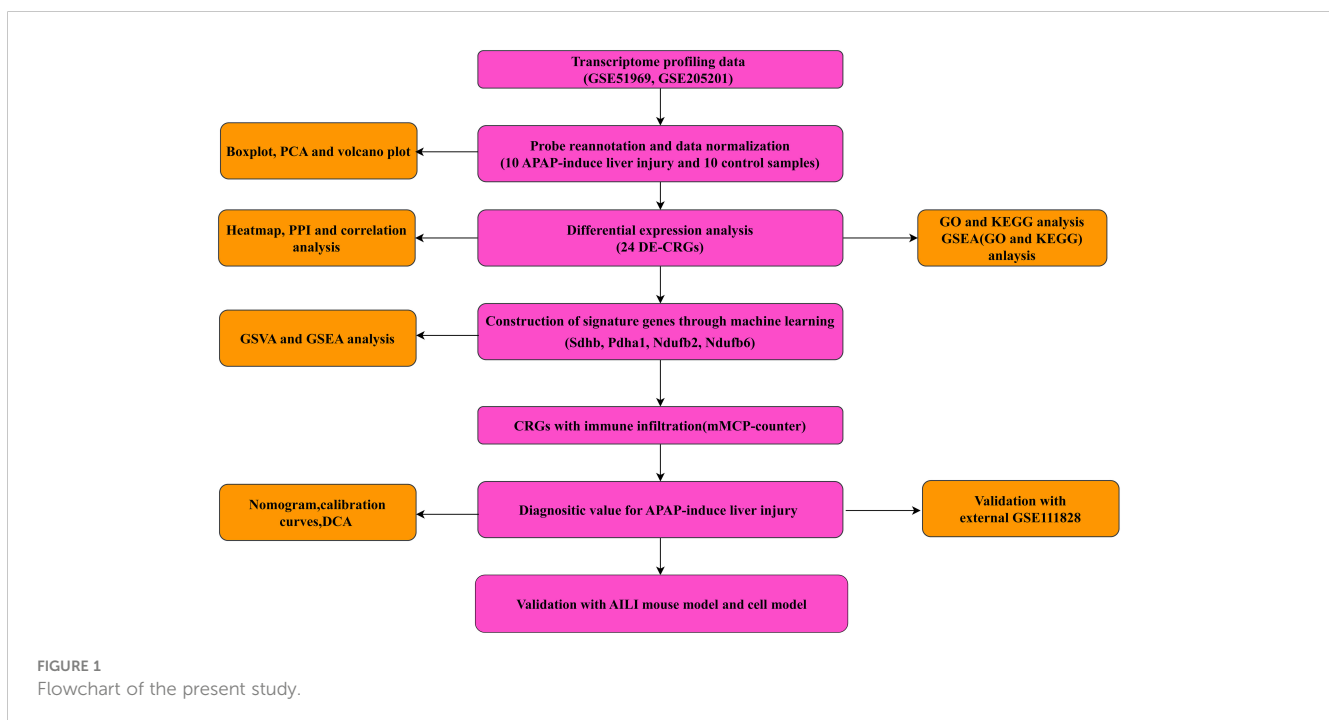 Transcriptome profiling data
(GSE51969, GSE205201)
Boxplot, PCA and volcano plot
Probe reannotation and data normalization
(10 APAP-induce liver injury and 10 control samples)
Heatmap, PPI and correlation
analysis
Differential expression analysis
(24 DE-CRGs)
GO and KEGG analysis
GSEA(GO and KEGG)
anlaysis
GSVA and GSEA analysis
Construction of signature genes through machine learning
(Sdhb, Pdha1, Ndufb2, Ndufb6)
CRGs with immune infiltration(mMCP-counter)
Nomogram,calibration
curves,DCA
Diagnositic value for APAP-induce liver injury
Validation with
external GSE111828
Validation with AILI mouse model and cell model
FIGURE 1
Flowchart of the present study.